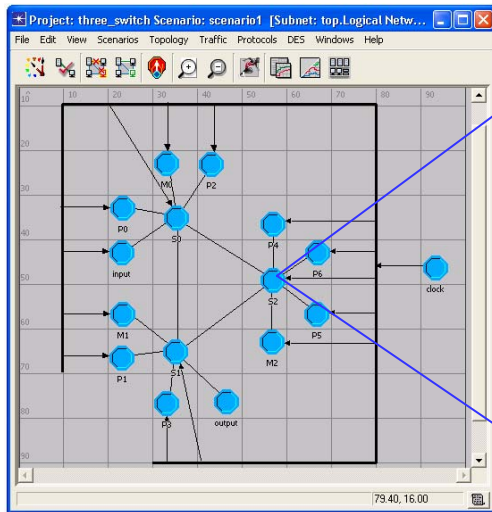 Project: three_switch Scenario: scenario1 [Subnet: top.Logical Netw...
File Edit View Scenarios Topology Traffic Protocols DES Windows Help
10 20 30 40 50 60 70 80 90
10
20
30
40
50
60
70
80
90
M0 P2
P0 S0
P4
input P6
S2 clock
M1 P5
S1 M2
P1
P3 output
79.40, 16.00